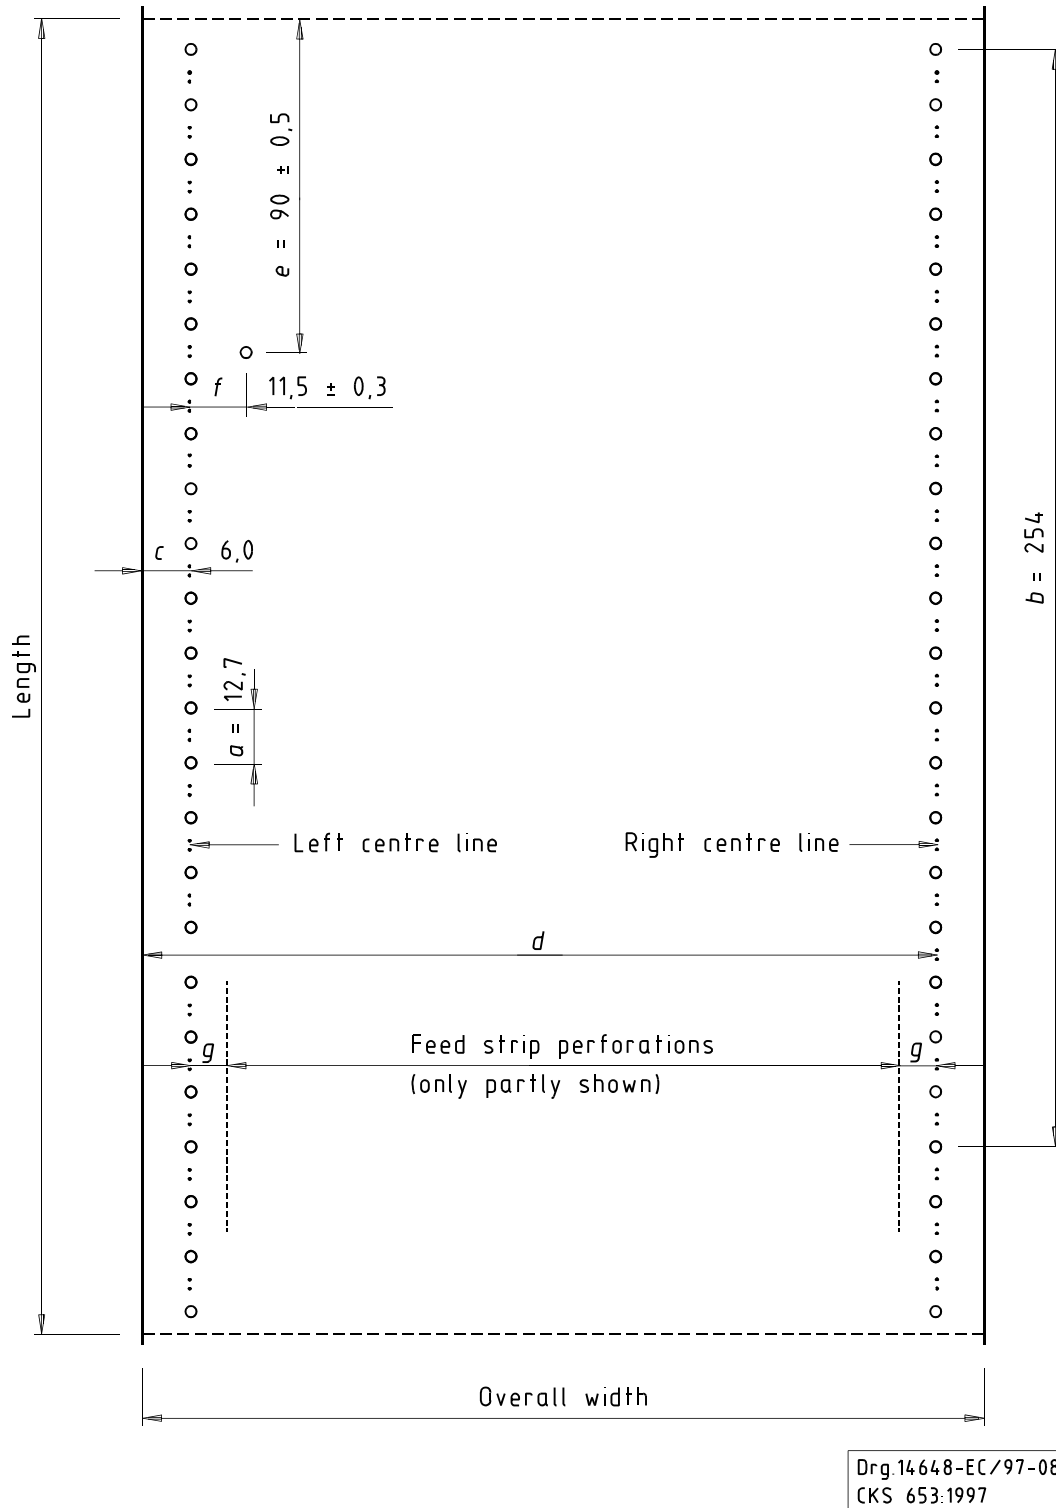 e = 90 ± 0,5
f 11,5 ± 0,3
c 6,0
b = 254
Length
a = 12,7
Left centre line Right centre line
d
g Feed strip perforations g
(only partly shown)
Overall width
Drg.14648-EC/97-08
CKS 653:1997